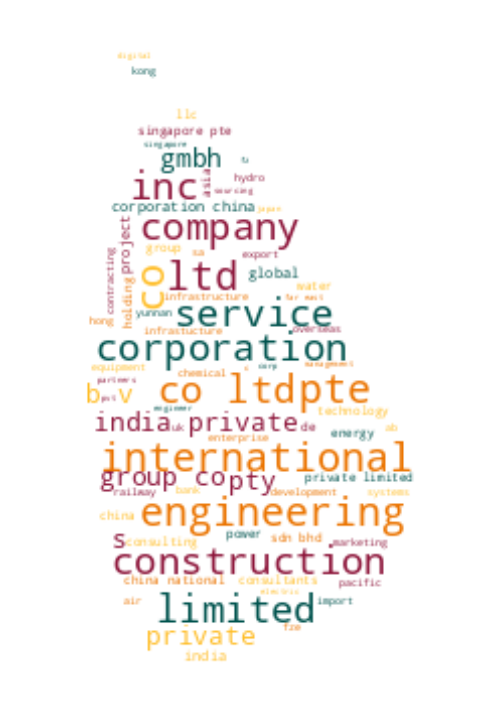 digital
kong
llc
singapore pte
singapore
gmbh
inc
asia
hydro
sourcing
corporation china
japan
company
project
contracting
group
sa
export
co
ltd
global
holding
water
infrastructure
far east
yunnan
service
hong
infrastucture
overseas
corporation
equipment
chemical
c
corp
management
partners
b v
pvt
co ltd
pte
engineer
technology
india
uk
private
de
energy
ab
enterprise
international
group co
pty
private limited
railway
bank
development
systems
china
engineering
s
consulting
power
sdn bhd
marketing
construction
china national
consultants
pacific
electric
air
limited
import
private
fze
india